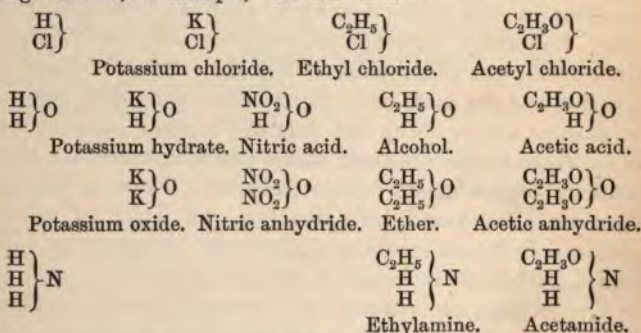 H K C₂H₅ C₂H₃O
Cl} Cl} Cl} Cl}
Potassium chloride. Ethyl chloride. Acetyl chloride.
H K NO₂ C₂H₅ C₂H₃O
H}O H}O H}O H}O H}O
Potassium hydrate. Nitric acid. Alcohol. Acetic acid.
K NO₂ C₂H₅ C₂H₃O
K}O NO₂}O C₂H₅}O C₂H₃O}O
Potassium oxide. Nitric anhydride. Ether. Acetic anhydride.
H C₂H₅ C₂H₃O
H}N H}N H}N
H H H
Ethylamine. Acetamide.